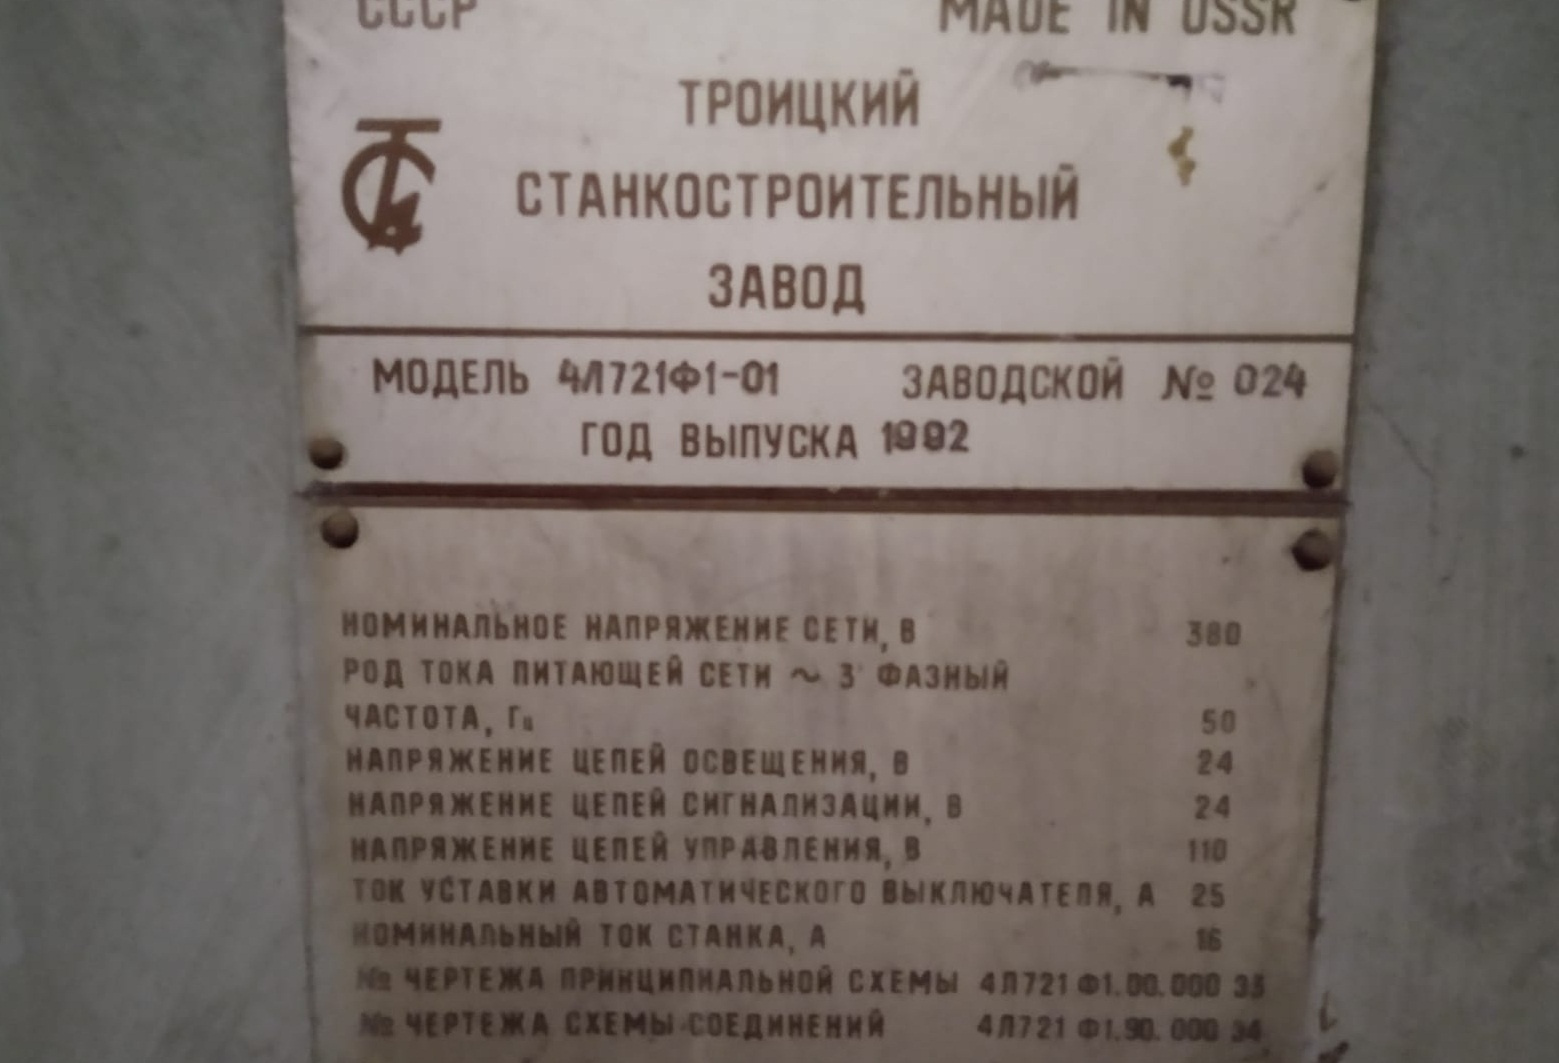 СССР MADE IN USSR
ТРОИЦКИЙ
СТАНКОСТРОИТЕЛЬНЫЙ
ЗАВОД
МОДЕЛЬ 4Л721Ф1-01 ЗАВОДСКОЙ № 024
ГОД ВЫПУСКА 1992
НОМИНАЛЬНОЕ НАПРЯЖЕНИЕ СЕТИ, В 380
РОД ТОКА ПИТАЮЩЕЙ СЕТИ ~ 3 ФАЗНЫЙ
ЧАСТОТА, Гц 50
НАПРЯЖЕНИЕ ЦЕПЕЙ ОСВЕЩЕНИЯ, В 24
НАПРЯЖЕНИЕ ЦЕПЕЙ СИГНАЛИЗАЦИИ, В 24
НАПРЯЖЕНИЕ ЦЕПЕЙ УПРАВЛЕНИЯ, В 110
ТОК УСТАВКИ АВТОМАТИЧЕСКОГО ВЫКЛЮЧАТЕЛЯ, А 25
НОМИНАЛЬНЫЙ ТОК СТАНКА, А 16
№ ЧЕРТЕЖА ПРИНЦИПИАЛЬНОЙ СХЕМЫ 4Л721 Ф1.00.000 Э3
№ ЧЕРТЕЖА СХЕМЫ СОЕДИНЕНИЙ 4Л721 Ф1.90.000 Э4